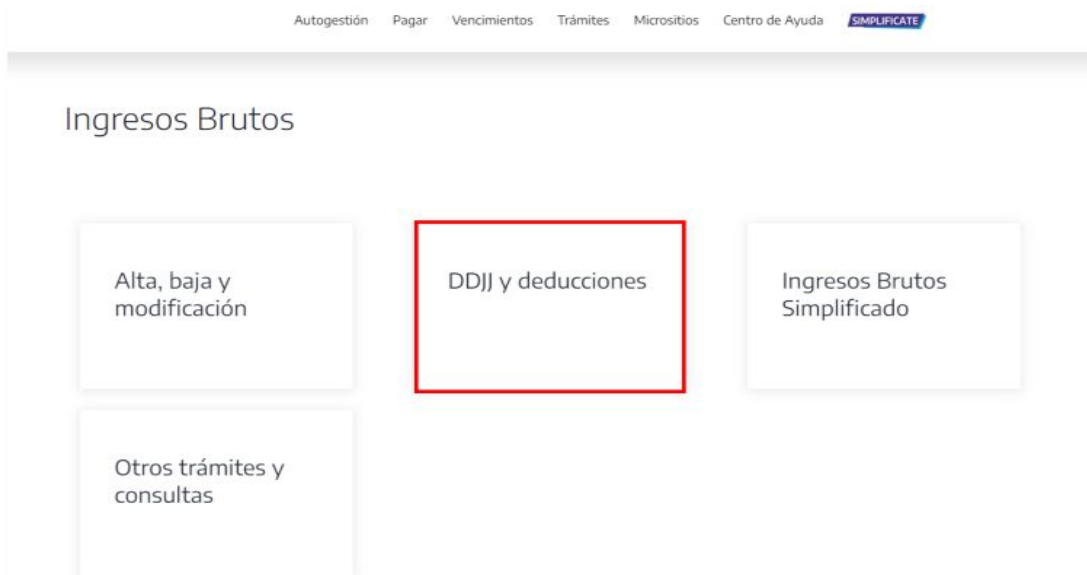 Autogestión Pagar Vencimientos Trámites Micrositios Centro de Ayuda SIMPLIFICATE
Ingresos Brutos
Alta, baja y
modificación
DDJJ y deducciones
Ingresos Brutos
Simplificado
Otros trámites y
consultas